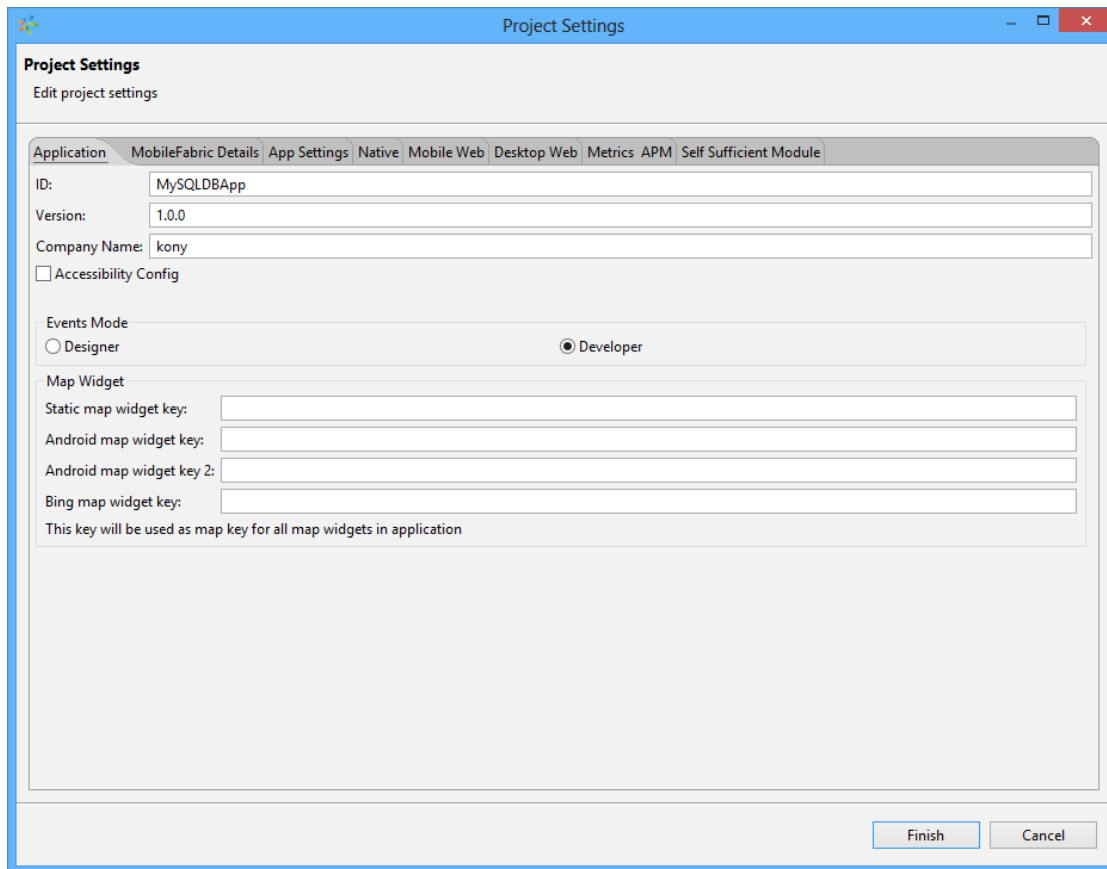 Project Settings
Project Settings
Edit project settings
Application MobileFabric Details App Settings Native Mobile Web Desktop Web Metrics APM Self Sufficient Module
ID: MySQLDBApp
Version: 1.0.0
Company Name: kony
Accessibility Config
Events Mode
Designer Developer
Map Widget
Static map widget key:
Android map widget key:
Android map widget key 2:
Bing map widget key:
This key will be used as map key for all map widgets in application
Finish Cancel